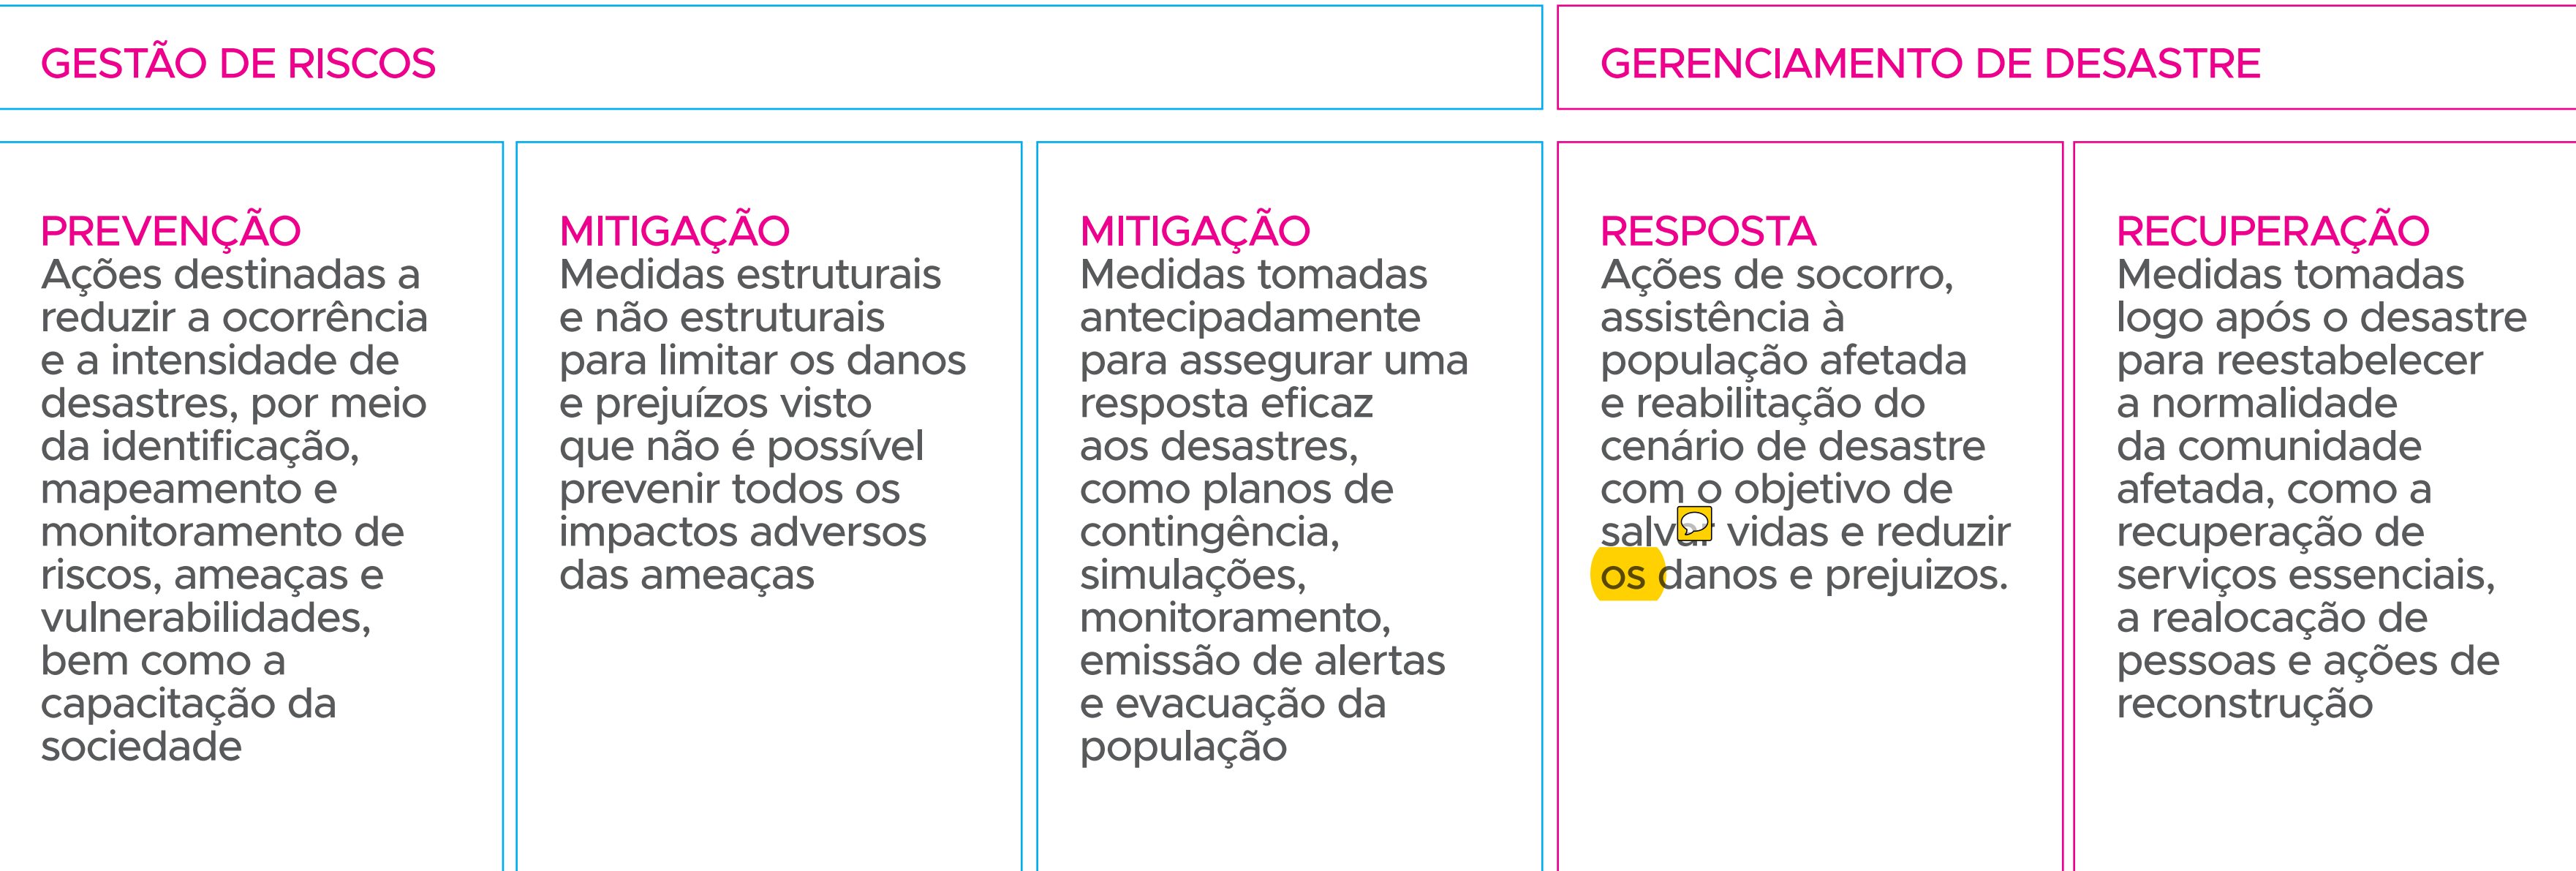 GESTÃO DE RISCOS
GERENCIAMENTO DE DESASTRE
PREVENÇÃO
Ações destinadas a
reduzir a ocorrência
e a intensidade de
desastres, por meio
da identificação,
mapeamento e
monitoramento de
riscos, ameaças e
vulnerabilidades,
bem como a
capacitação da
sociedade
MITIGAÇÃO
Medidas estruturais
e não estruturais
para limitar os danos
e prejuízos visto
que não é possível
prevenir todos os
impactos adversos
das ameaças
MITIGAÇÃO
Medidas tomadas
antecipadamente
para assegurar uma
resposta eficaz
aos desastres,
como planos de
contingência,
simulações,
monitoramento,
emissão de alertas
e evacuação da
população
RESPOSTA
Ações de socorro,
assistência à
população afetada
e reabilitação do
cenário de desastre
com o objetivo de
salvar vidas e reduzir
os danos e prejuizos.
RECUPERAÇÃO
Medidas tomadas
logo após o desastre
para reestabelecer
a normalidade
da comunidade
afetada, como a
recuperação de
serviços essenciais,
a realocação de
pessoas e ações de
reconstrução